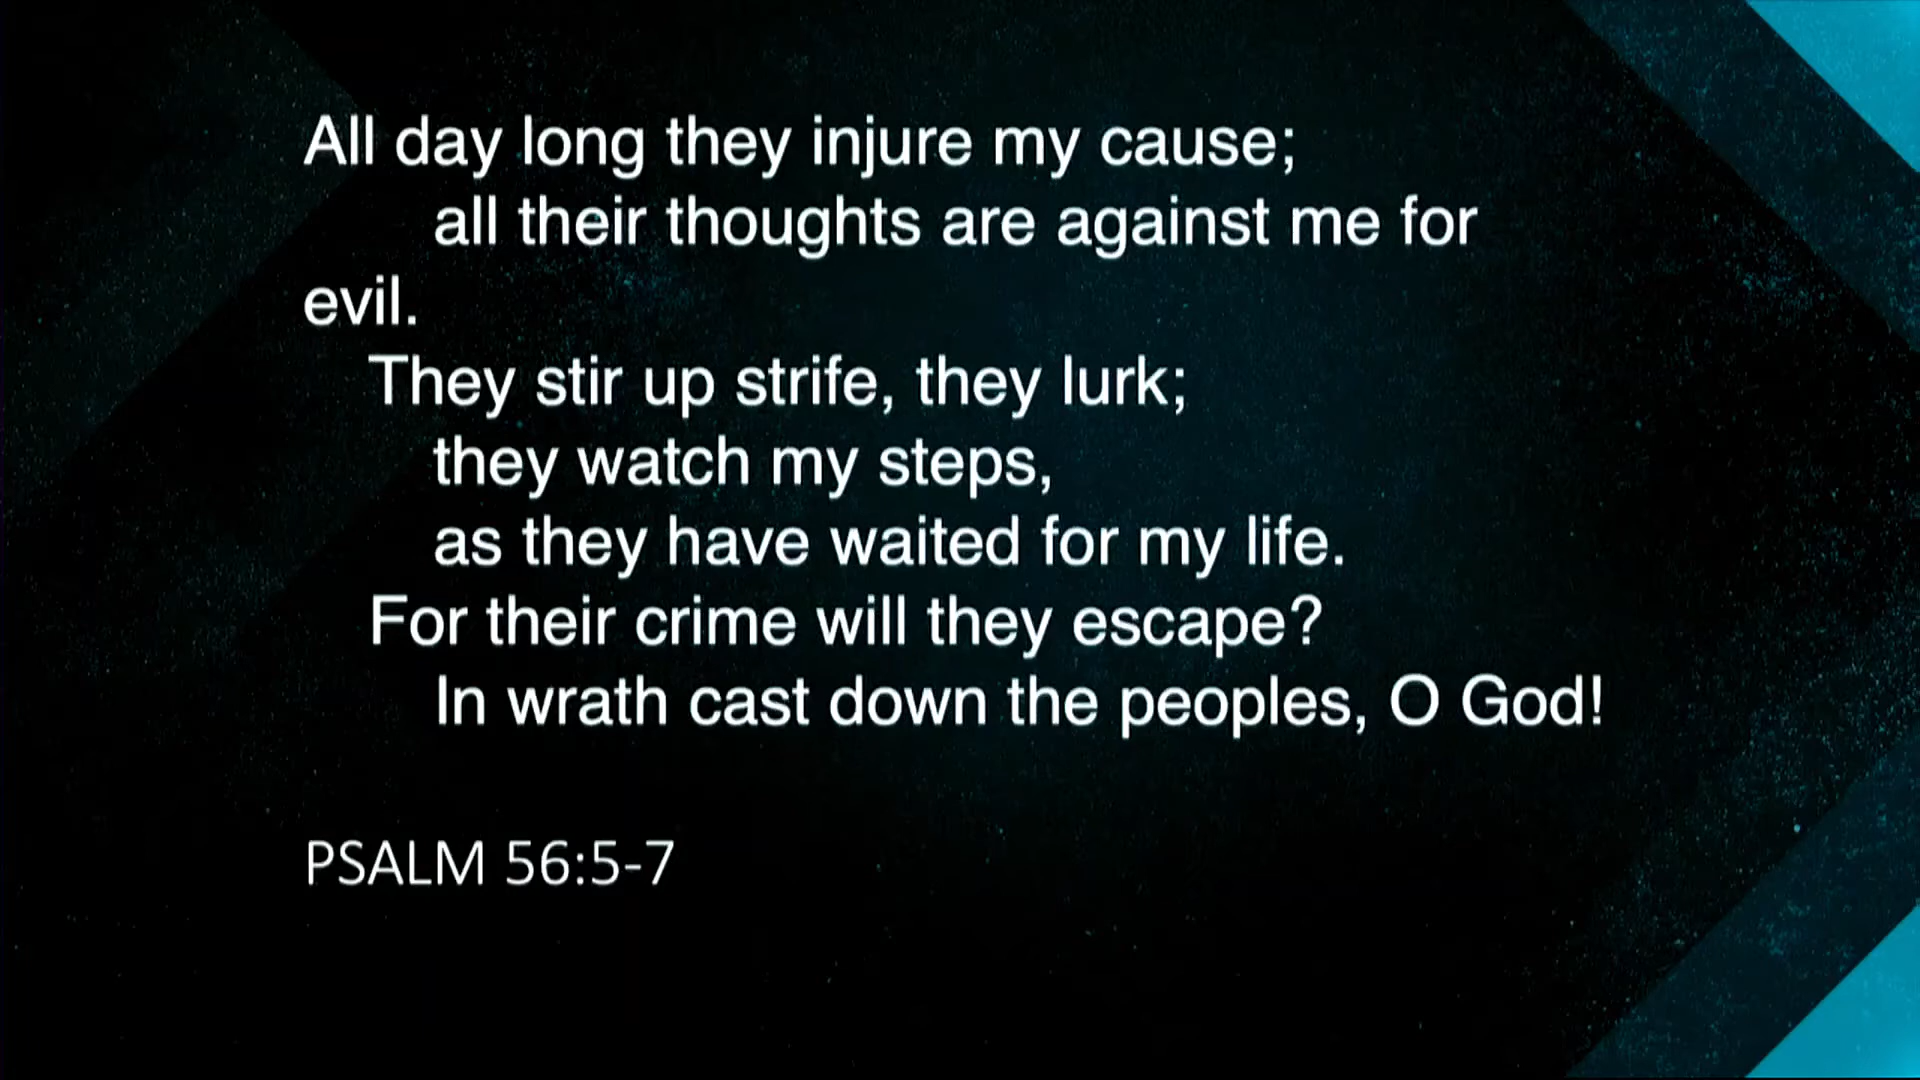 All day long they injure my cause;
all their thoughts are against me for
evil.
They stir up strife, they lurk;
they watch my steps,
as they have waited for my life.
For their crime will they escape?
In wrath cast down the peoples, O God!
PSALM 56:5-7